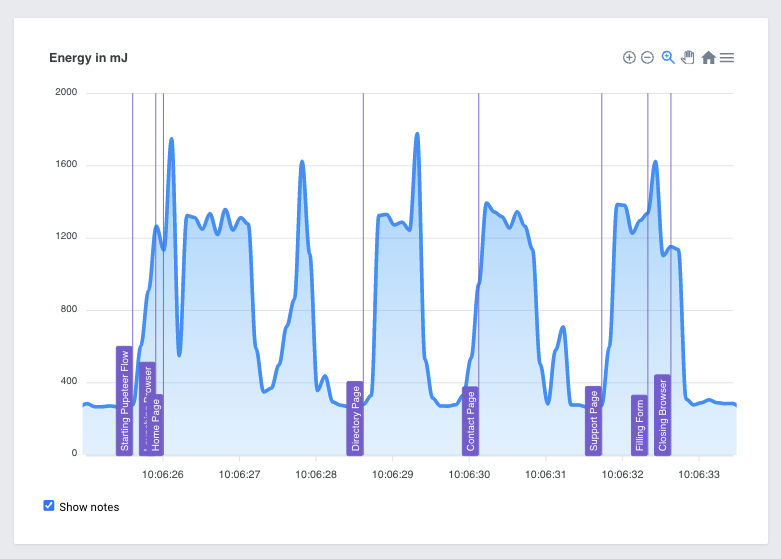 Energy in mJ
2000
1600
1200
800
400
0
Starting Pupeteer Flow
Browser
Home Page
Directory Page
Contact Page
Support Page
Filling Form
Closing Browser
10:06:26
10:06:27
10:06:28
10:06:29
10:06:30
10:06:31
10:06:32
10:06:33
Show notes